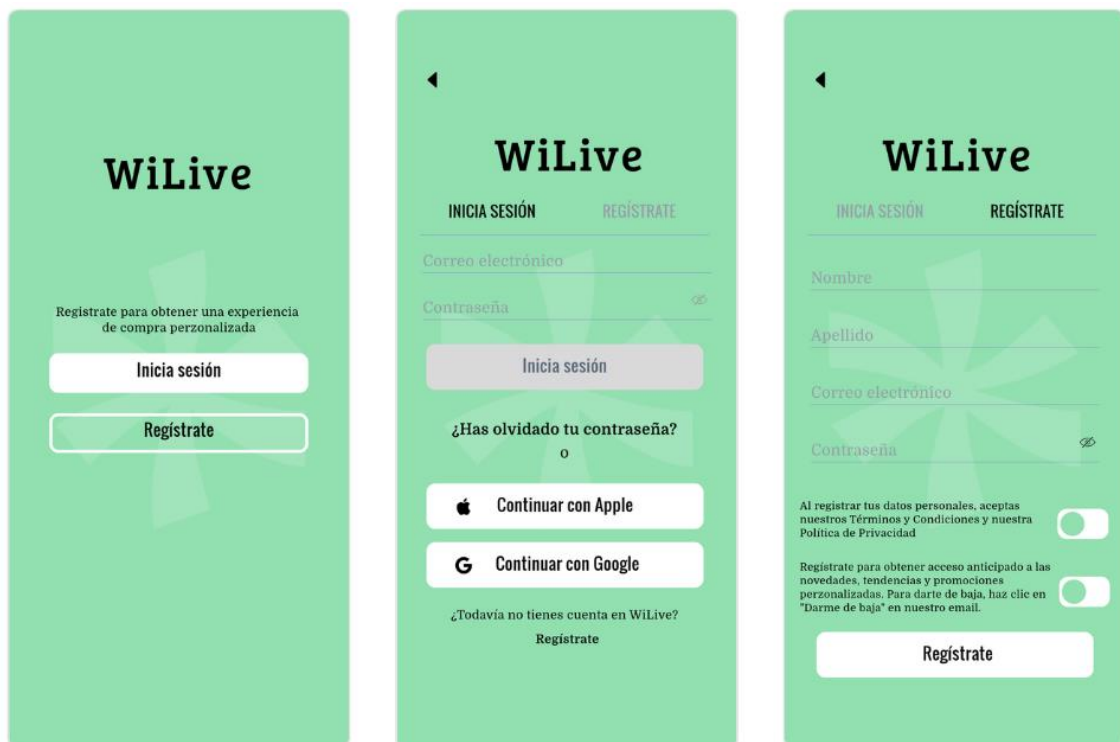 WiLive
Registrate para obtener una experiencia
de compra perzonalizada
Inicia sesión
Regístrate
WiLive
INICIA SESIÓN REGÍSTRATE
Correo electrónico
Contraseña
Inicia sesión
¿Has olvidado tu contraseña?
o
Continuar con Apple
Continuar con Google
¿Todavía no tienes cuenta en WiLive?
Regístrate
WiLive
INICIA SESIÓN REGÍSTRATE
Nombre
Apellido
Correo electrónico
Contraseña
Al registrar tus datos personales, aceptas
nuestros Términos y Condiciones y nuestra
Política de Privacidad
Regístrate para obtener acceso anticipado a las
novedades, tendencias y promociones
perzonalizadas. Para darte de baja, haz clic en
"Darme de baja" en nuestro email.
Regístrate